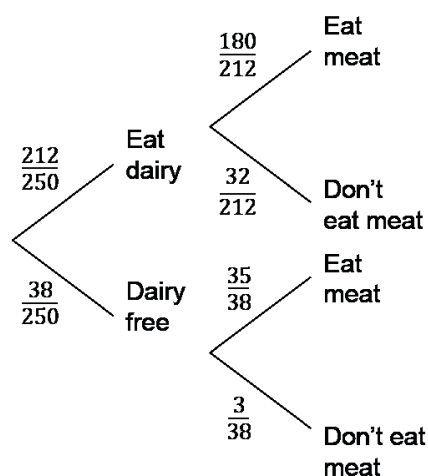 Eat
meat
180
212
Eat
dairy
212
250
32
212
Don't
eat meat
Eat
meat
35
38
38
250
Dairy
free
3
38
Don't eat
meat